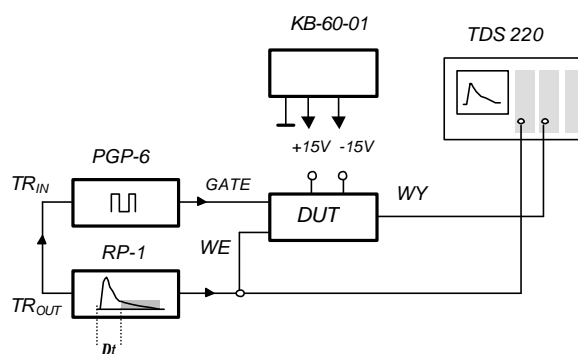 KB-60-01
TDS 220
+15V -15V
PGP-6
TR_IN
GATE
DUT
WY
WE
RP-1
TR_OUT
Dt